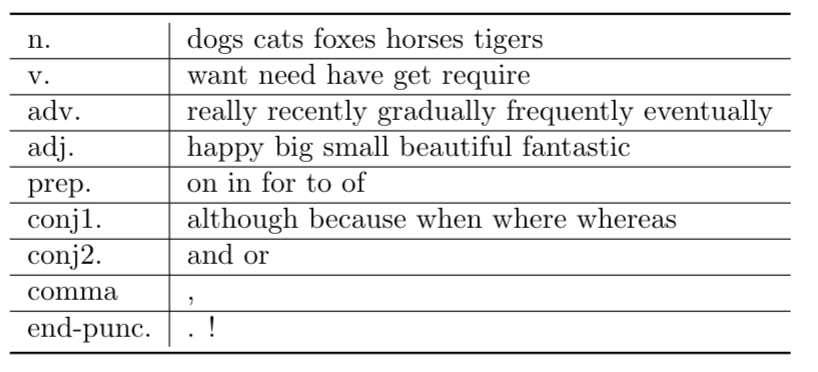 n. dogs cats foxes horses tigers
v. want need have get require
adv. really recently gradually frequently eventually
adj. happy big small beautiful fantastic
prep. on in for to of
conj1. although because when where whereas
conj2. and or
comma ,
end-punc. . !